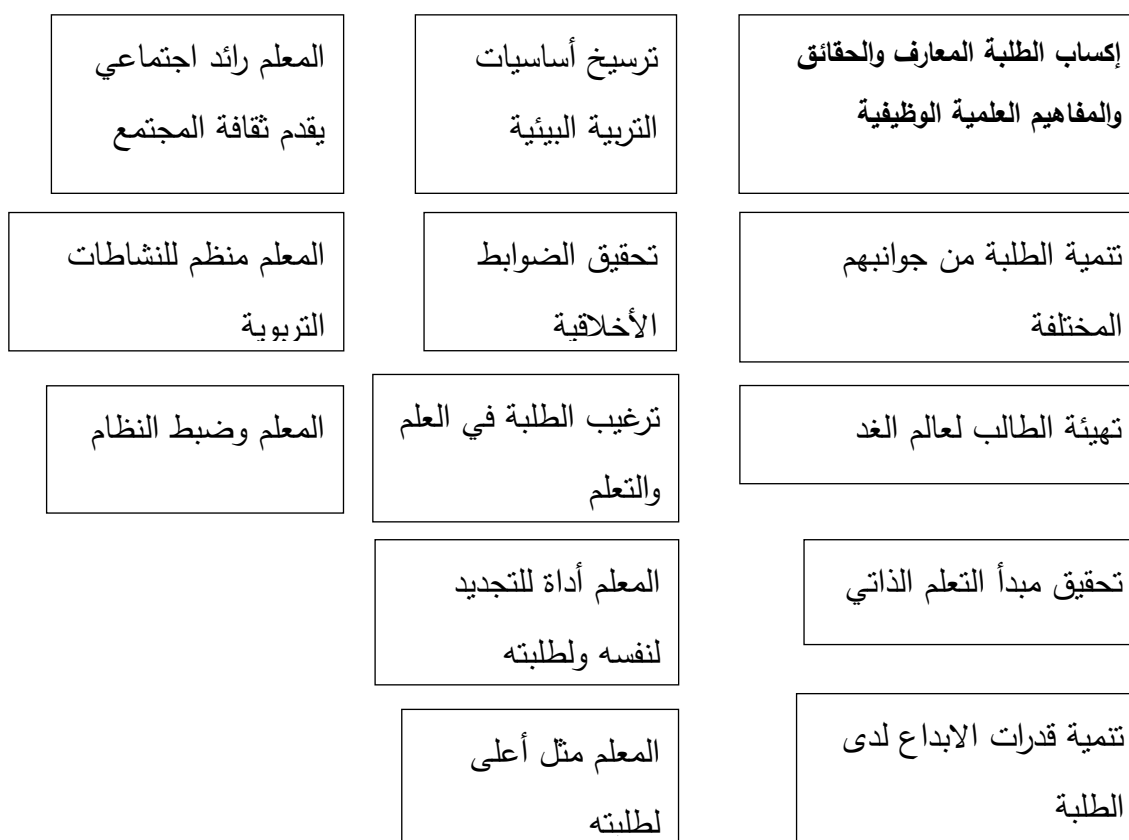 إكساب الطلبة المعارف والحقائق
والمفاهيم العلمية الوظيفية
ترسيخ أساسيات
التربية البيئية
المعلم رائد اجتماعي
يقدم ثقافة المجتمع
تنمية الطلبة من جوانبهم
المختلفة
تحقيق الضوابط
الأخلاقية
المعلم منظم للنشاطات
التربوية
تهيئة الطالب لعالم الغد
ترغيب الطلبة في العلم
والتعلم
المعلم وضبط النظام
تحقيق مبدأ التعلم الذاتي
المعلم أداة للتجديد
لنفسه ولطلبته
تنمية قدرات الابداع لدى
الطلبة
المعلم مثل أعلى
لطلبته